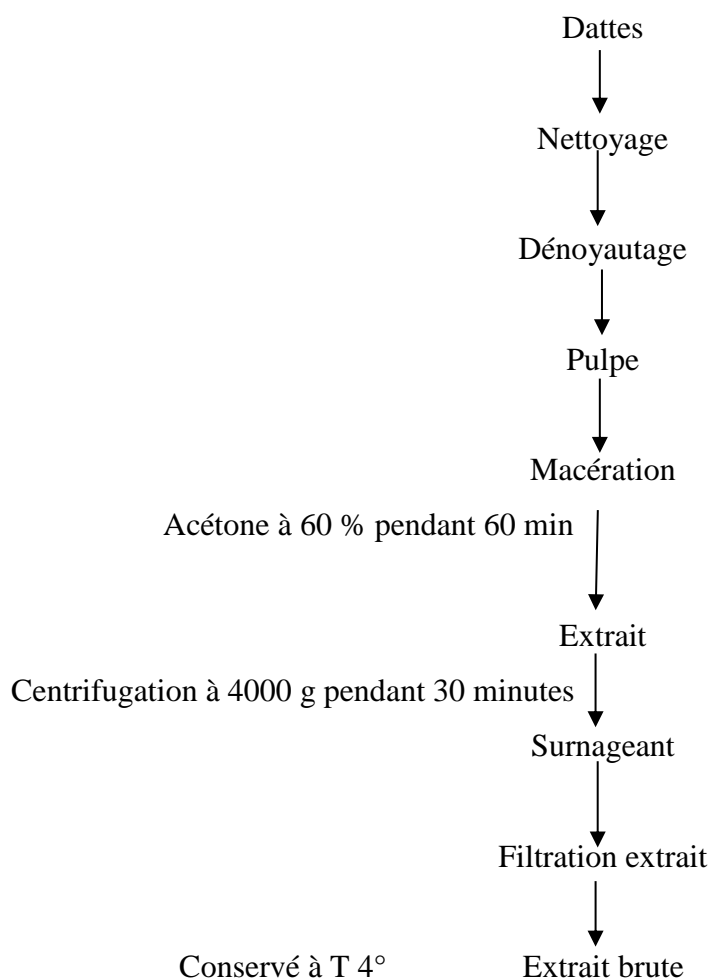 Dattes
Nettoyage
Dénoyautage
Pulpe
Macération
Acétone à 60 % pendant 60 min
Extrait
Centrifugation à 4000 g pendant 30 minutes
Surnageant
Filtration extrait
Conservé à T 4° Extrait brute